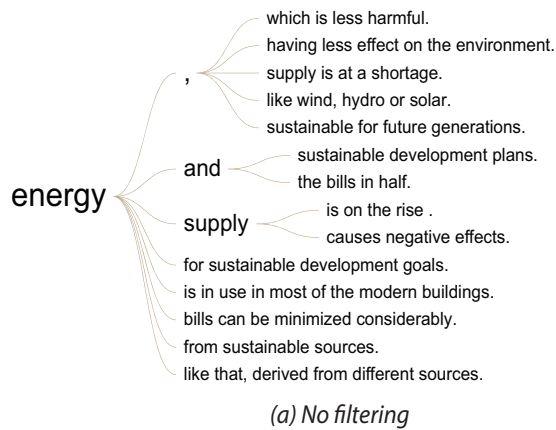 which is less harmful.
having less effect on the environment.
,
supply is at a shortage.
like wind, hydro or solar.
sustainable for future generations.
and
sustainable development plans.
the bills in half.
energy
supply
is on the rise .
causes negative effects.
for sustainable development goals.
is in use in most of the modern buildings.
bills can be minimized considerably.
from sustainable sources.
like that, derived from different sources.
(a) No filtering